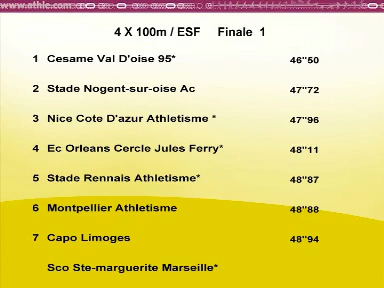 www.athle.com
4 X 100m / ESF Finale 1
1 Cesame Val D'oise 95* 46"50
2 Stade Nogent-sur-oise Ac 47"72
3 Nice Cote D'azur Athletisme * 47"96
4 Ec Orleans Cercle Jules Ferry* 48"11
5 Stade Rennais Athletisme* 48"87
6 Montpellier Athletisme 48"88
7 Capo Limoges 48"94
Sco Ste-marguerite Marseille*